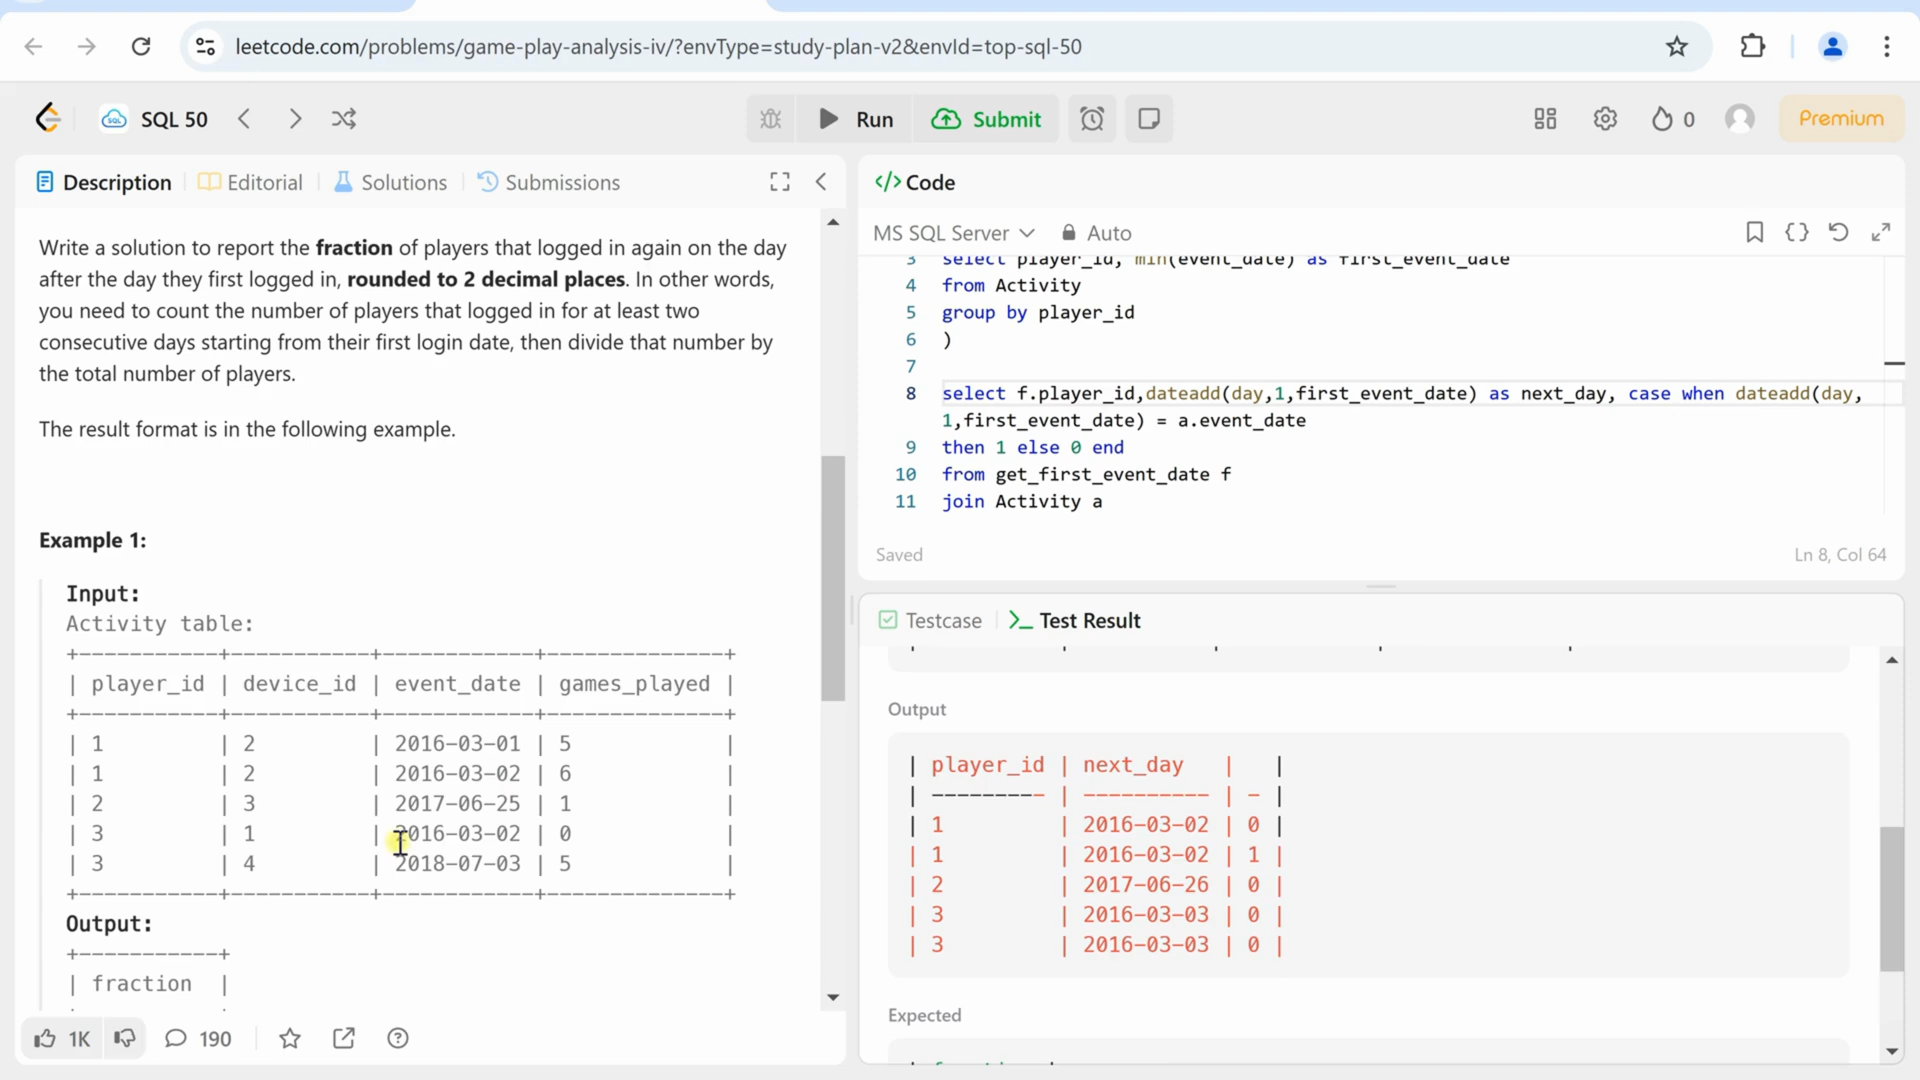 leetcode.com/problems/game-play-analysis-iv/?envType=study-plan-v2&envId=top-sql-50
SQL 50
Run
Submit
0
Premium
Description
Editorial
Solutions
Submissions
Write a solution to report the fraction of players that logged in again on the day
after the day they first logged in, rounded to 2 decimal places. In other words,
you need to count the number of players that logged in for at least two
consecutive days starting from their first login date, then divide that number by
the total number of players.
The result format is in the following example.
Example 1:
Input:
Activity table:
+-----------+-----------+------------+--------------+
| player_id | device_id | event_date | games_played |
+-----------+-----------+------------+--------------+
| 1         | 2         | 2016-03-01 | 5            |
| 1         | 2         | 2016-03-02 | 6            |
| 2         | 3         | 2017-06-25 | 1            |
| 3         | 1         | 2016-03-02 | 0            |
| 3         | 4         | 2018-07-03 | 5            |
+-----------+-----------+------------+--------------+
Output:
+-----------+
| fraction  |
1K
190
</> Code
MS SQL Server
Auto
3 select player_id, min(event_date) as first_event_date
4 from Activity
5 group by player_id
6 )
7
8 select f.player_id,dateadd(day,1,first_event_date) as next_day, case when dateadd(day,
1,first_event_date) = a.event_date
9 then 1 else 0 end
10 from get_first_event_date f
11 join Activity a
Saved
Ln 8, Col 64
Testcase
Test Result
Output
| player_id | next_day   |   |
| --------- | ---------- | - |
| 1         | 2016-03-02 | 0 |
| 1         | 2016-03-02 | 1 |
| 2         | 2017-06-26 | 0 |
| 3         | 2016-03-03 | 0 |
| 3         | 2016-03-03 | 0 |
Expected